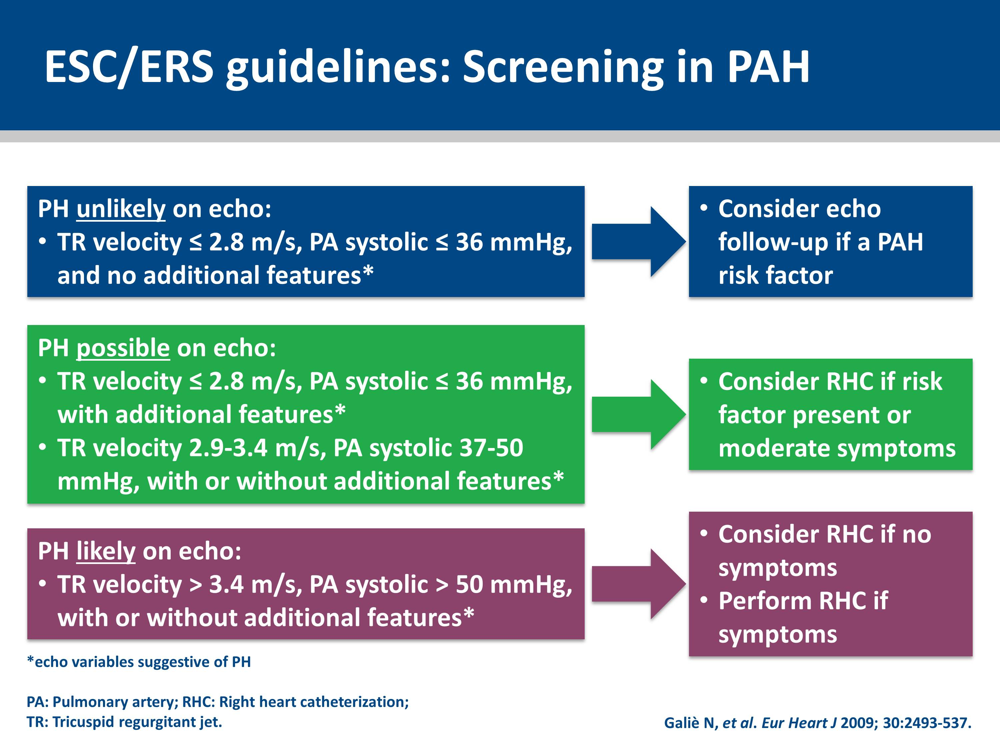 ESC/ERS guidelines: Screening in PAH
PH unlikely on echo:
• TR velocity ≤ 2.8 m/s, PA systolic ≤ 36 mmHg,
and no additional features*
• Consider echo
follow-up if a PAH
risk factor
PH possible on echo:
• TR velocity ≤ 2.8 m/s, PA systolic ≤ 36 mmHg,
with additional features*
• TR velocity 2.9-3.4 m/s, PA systolic 37-50
mmHg, with or without additional features*
• Consider RHC if risk
factor present or
moderate symptoms
PH likely on echo:
• TR velocity > 3.4 m/s, PA systolic > 50 mmHg,
with or without additional features*
• Consider RHC if no
symptoms
• Perform RHC if
symptoms
*echo variables suggestive of PH
PA: Pulmonary artery; RHC: Right heart catheterization;
TR: Tricuspid regurgitant jet.
Galiè N, et al. Eur Heart J 2009; 30:2493-537.